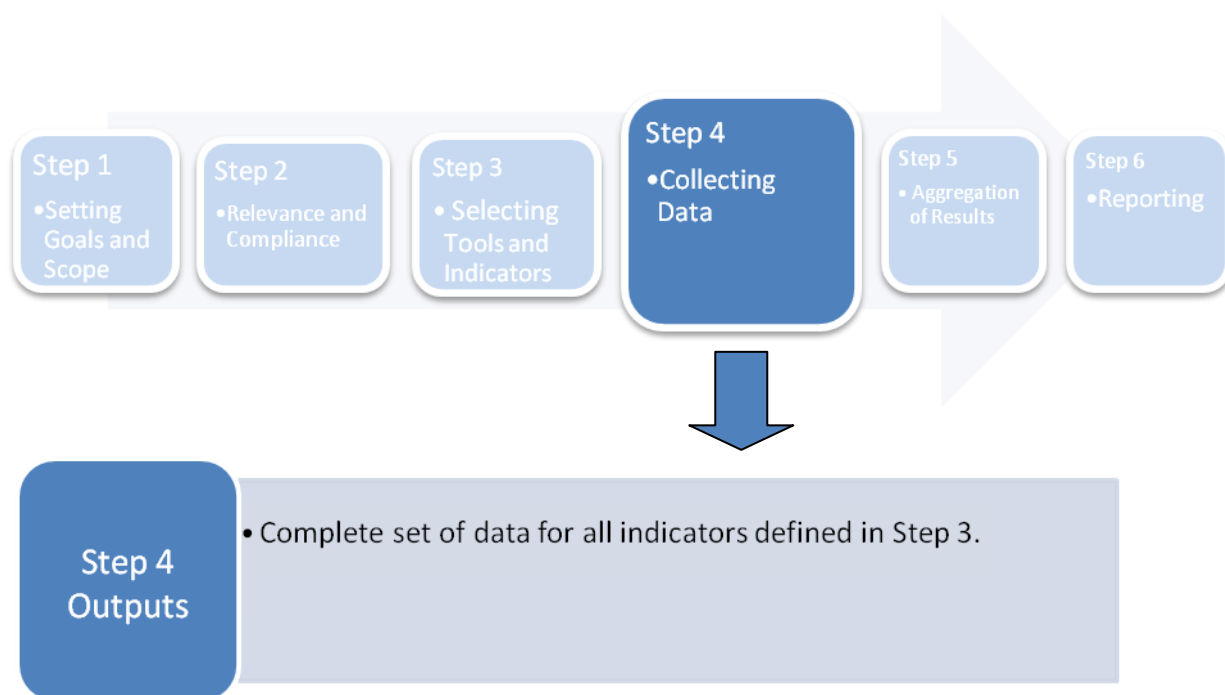 Step 1
•Setting
Goals and
Scope
Step 2
•Relevance and
Compliance
Step 3
• Selecting
Tools and
Indicators
Step 4
•Collecting
Data
Step 5
• Aggregation
of Results
Step 6
•Reporting
Step 4
Outputs
• Complete set of data for all indicators defined in Step 3.